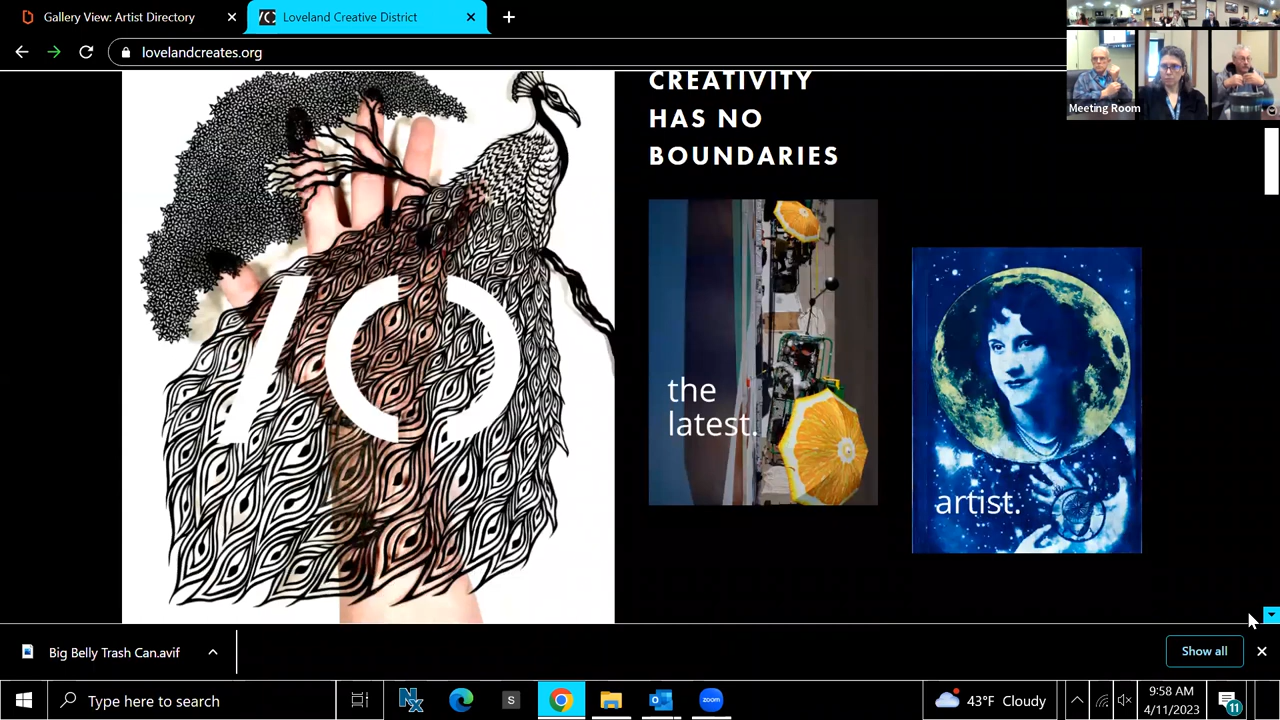 Gallery View: Artist Directory
Loveland Creative District
lovelandcreates.org
Meeting Room
CREATIVITY
HAS NO
BOUNDARIES
/C)
the
latest.
artist.
Big Belly Trash Can.avif
Show all
Type here to search
S
43°F Cloudy
9:58 AM
4/11/2023
11